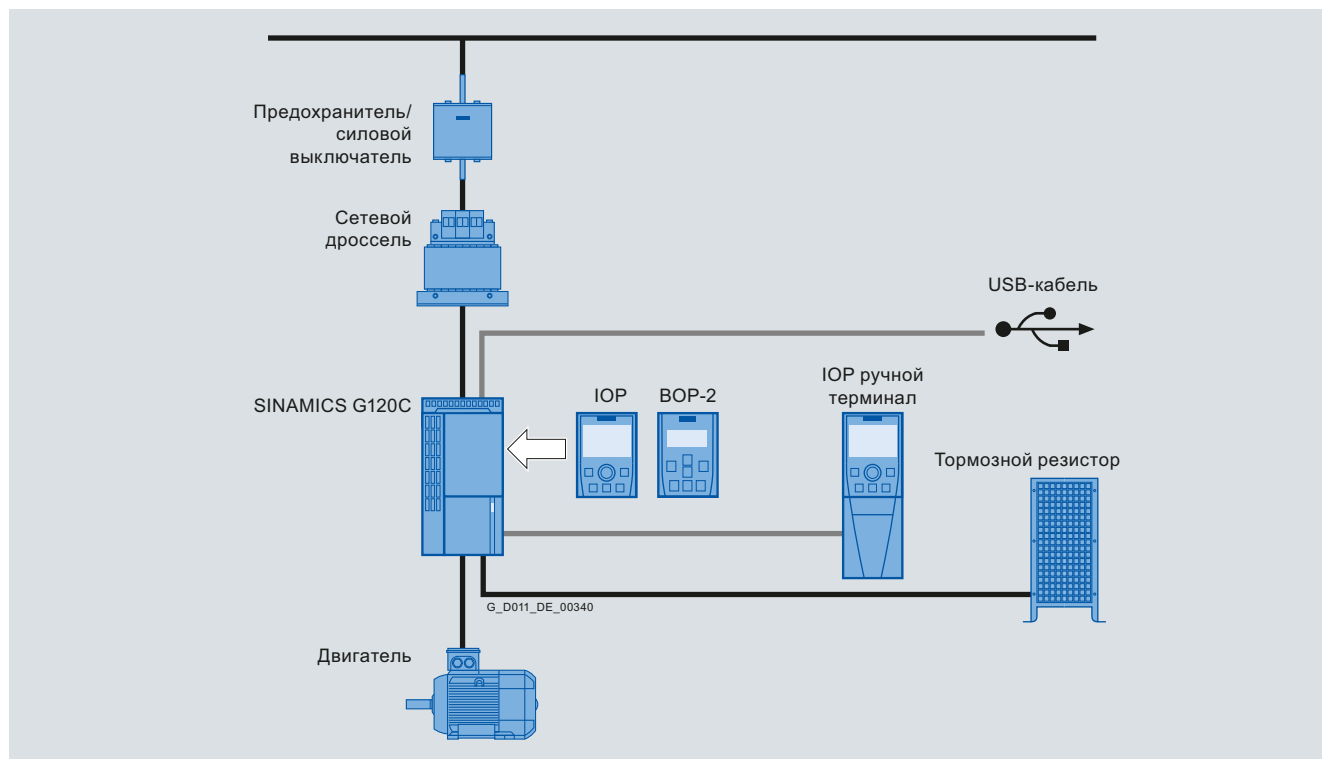 Предохранитель/
силовой
выключатель
Сетевой
дроссель
USB-кабель
SINAMICS G120C
IOP
BOP-2
IOP ручной
терминал
Тормозной резистор
G_D011_DE_00340
Двигатель